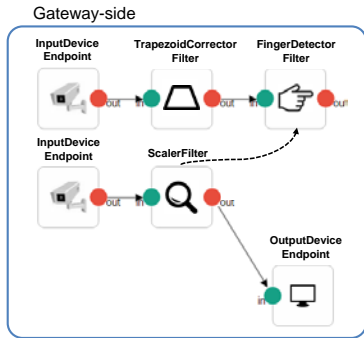 Gateway-side
InputDevice
Endpoint
TrapezoidCorrector
Filter
FingerDetector
Filter
out
in
out
in
out
InputDevice
Endpoint
ScalerFilter
out
in
out
OutputDevice
Endpoint
in